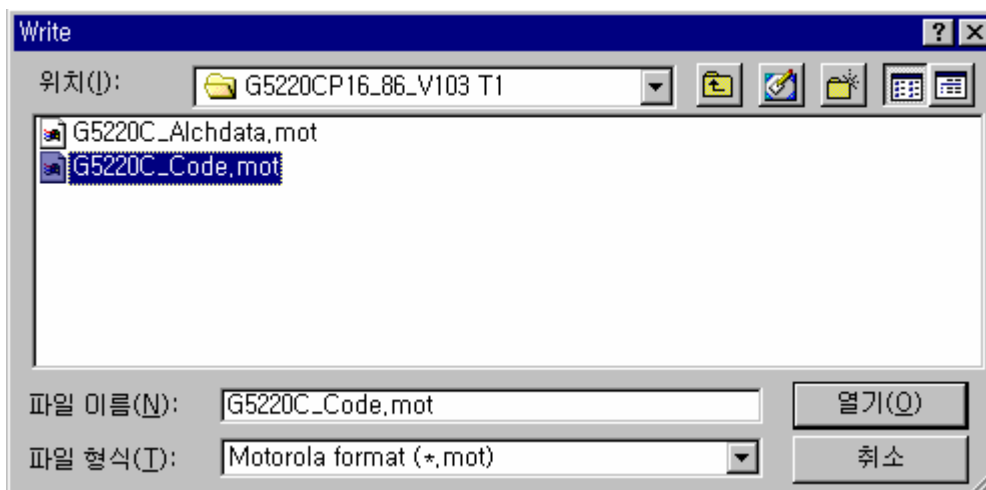 Write
위치(I): G5220CP16_86_V103 T1
G5220C_Alchdata.mot
G5220C_Code.mot
파일 이름(N): G5220C_Code.mot 열기(O)
파일 형식(T): Motorola format (*.mot) 취소